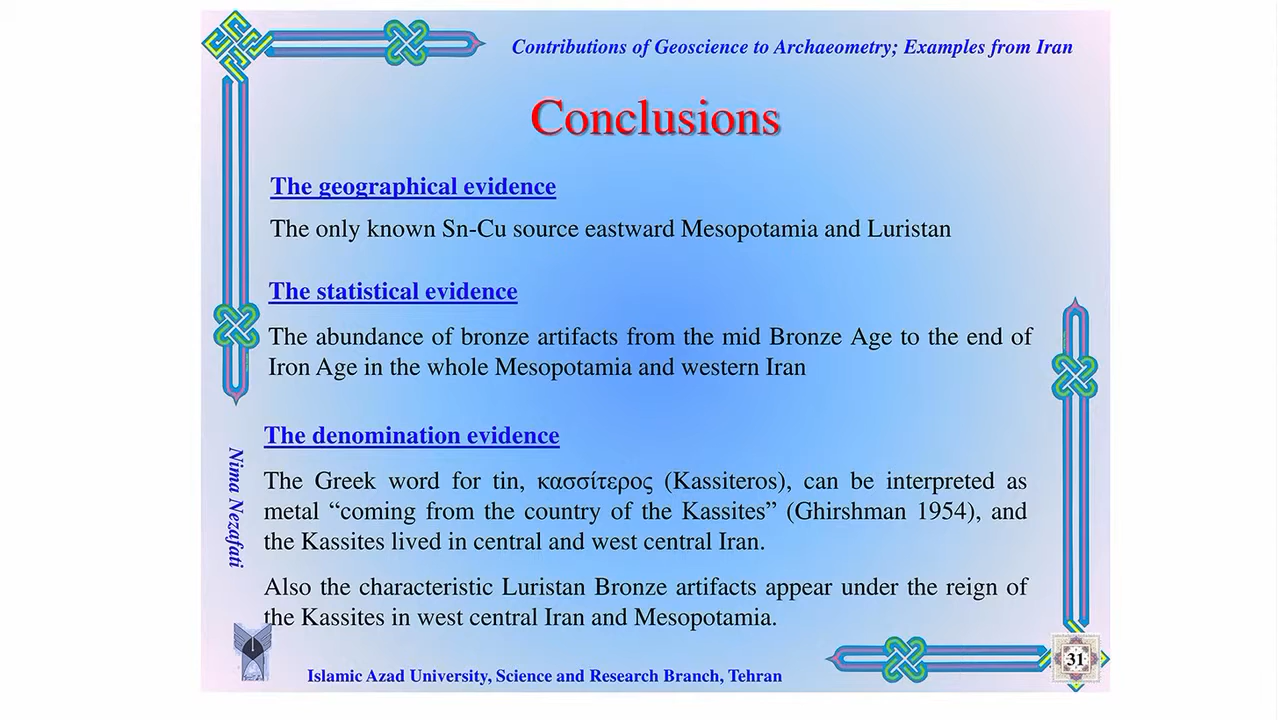 Contributions of Geoscience to Archaeometry; Examples from Iran
Conclusions
The geographical evidence
The only known Sn-Cu source eastward Mesopotamia and Luristan
The statistical evidence
The abundance of bronze artifacts from the mid Bronze Age to the end of
Iron Age in the whole Mesopotamia and western Iran
The denomination evidence
The Greek word for tin, κασσίτερος (Kassiteros), can be interpreted as
metal “coming from the country of the Kassites” (Ghirshman 1954), and
the Kassites lived in central and west central Iran.
Also the characteristic Luristan Bronze artifacts appear under the reign of
the Kassites in west central Iran and Mesopotamia.
Nima Nezafati
Islamic Azad University, Science and Research Branch, Tehran
31